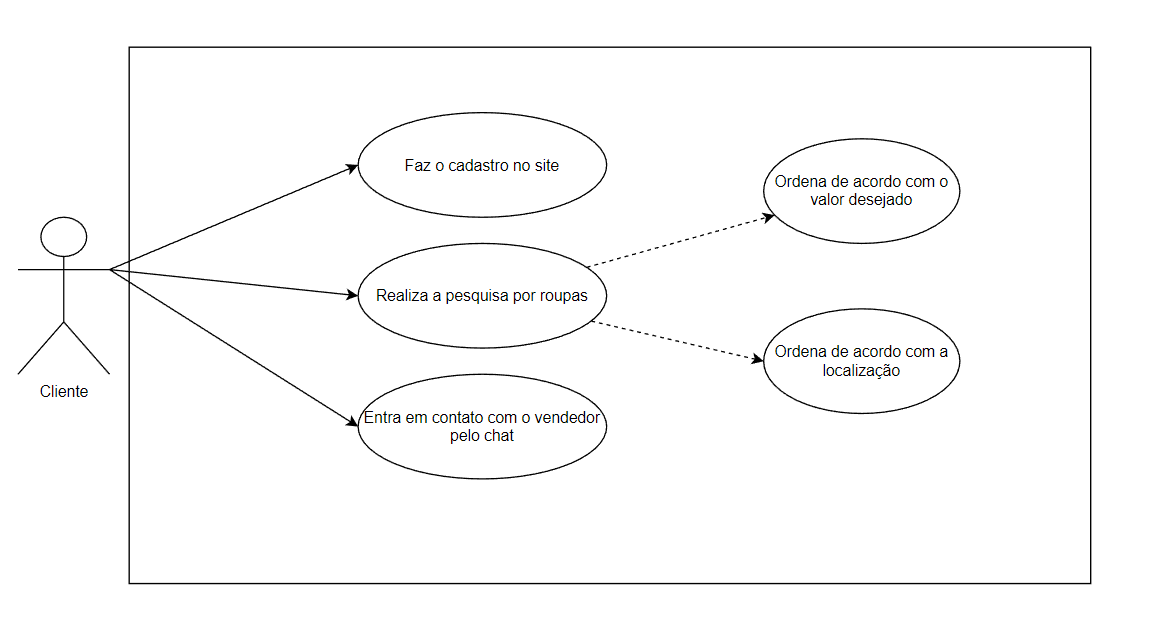 Faz o cadastro no site
Ordena de acordo com o
valor desejado
Realiza a pesquisa por roupas
Ordena de acordo com a
localização
Cliente
Entra em contato com o vendedor
pelo chat